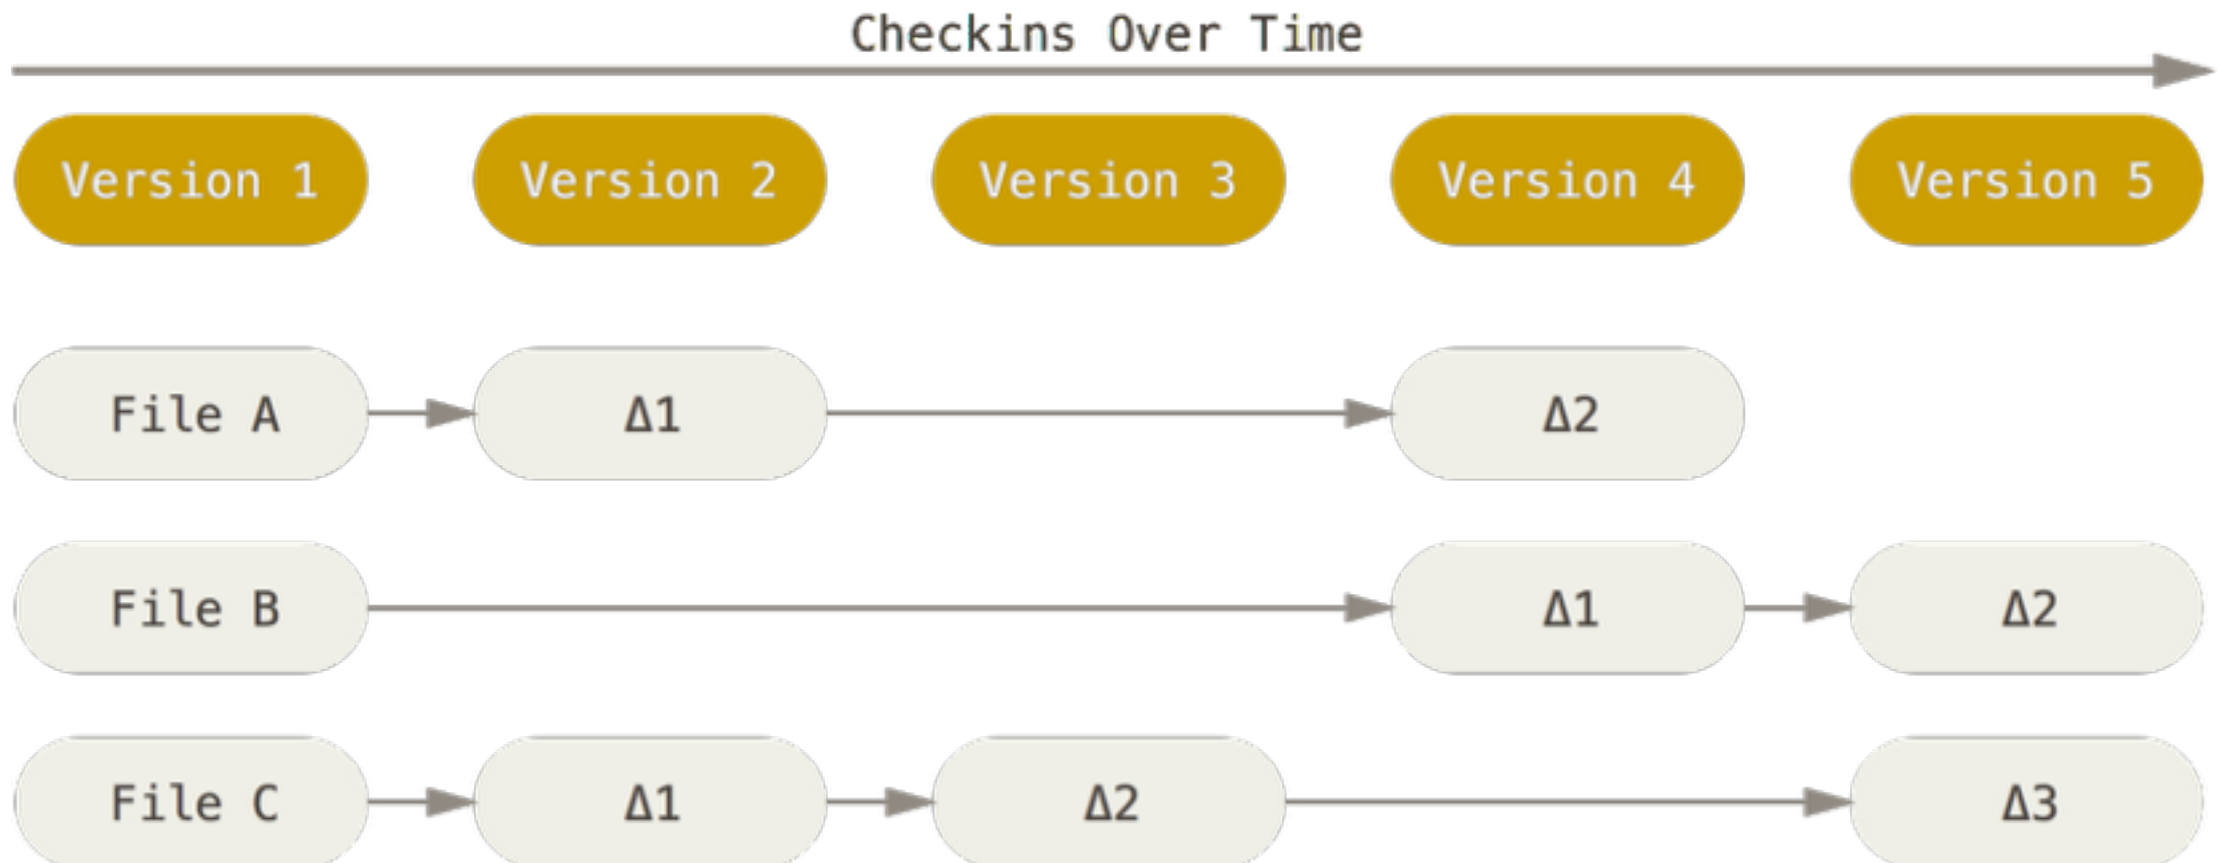 Checkins Over Time
Version 1 Version 2 Version 3 Version 4 Version 5
File A Δ1 Δ2
File B Δ1 Δ2
File C Δ1 Δ2 Δ3